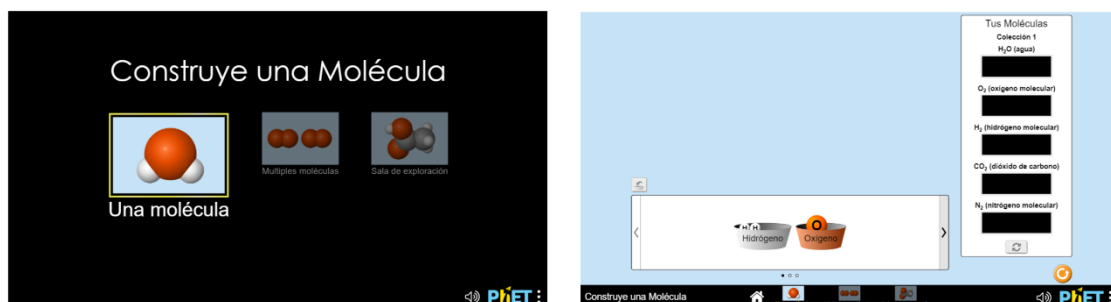 Construye una Molécula
Una molécula
Multiples moléculas
Sala de exploración
PhET
Tus Moléculas
Colección 1
H₂O (agua)
O₂ (oxígeno molecular)
H₂ (hidrógeno molecular)
CO₂ (dióxido de carbono)
N₂ (nitrógeno molecular)
H H
O
Hidrógeno
Oxígeno
Construye una Molécula
PhET